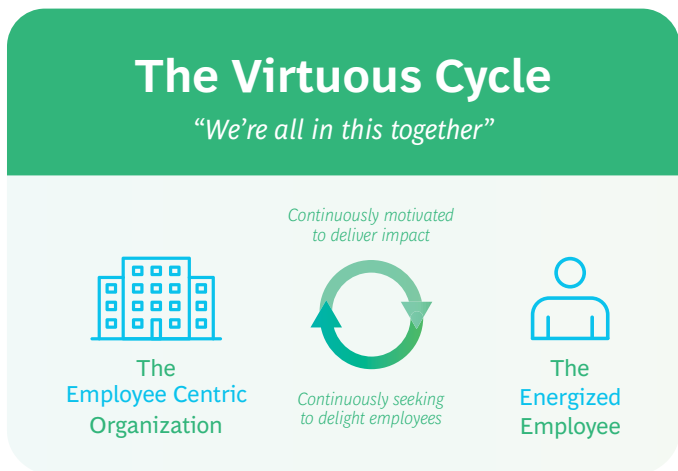 The Virtuous Cycle
“We’re all in this together”
Continuously motivated
to deliver impact
The
Employee Centric
Organization
Continuously seeking
to delight employees
The
Energized
Employee